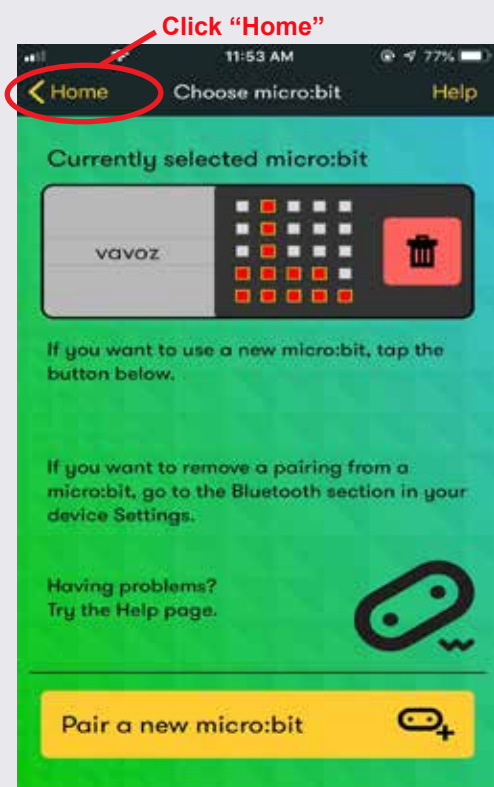 Click “Home”
11:53 AM 77%
Home Choose micro:bit Help
Currently selected micro:bit
vavoz
If you want to use a new micro:bit, tap the
button below.
If you want to remove a pairing from a
micro:bit, go to the Bluetooth section in your
device Settings.
Having problems?
Try the Help page.
Pair a new micro:bit